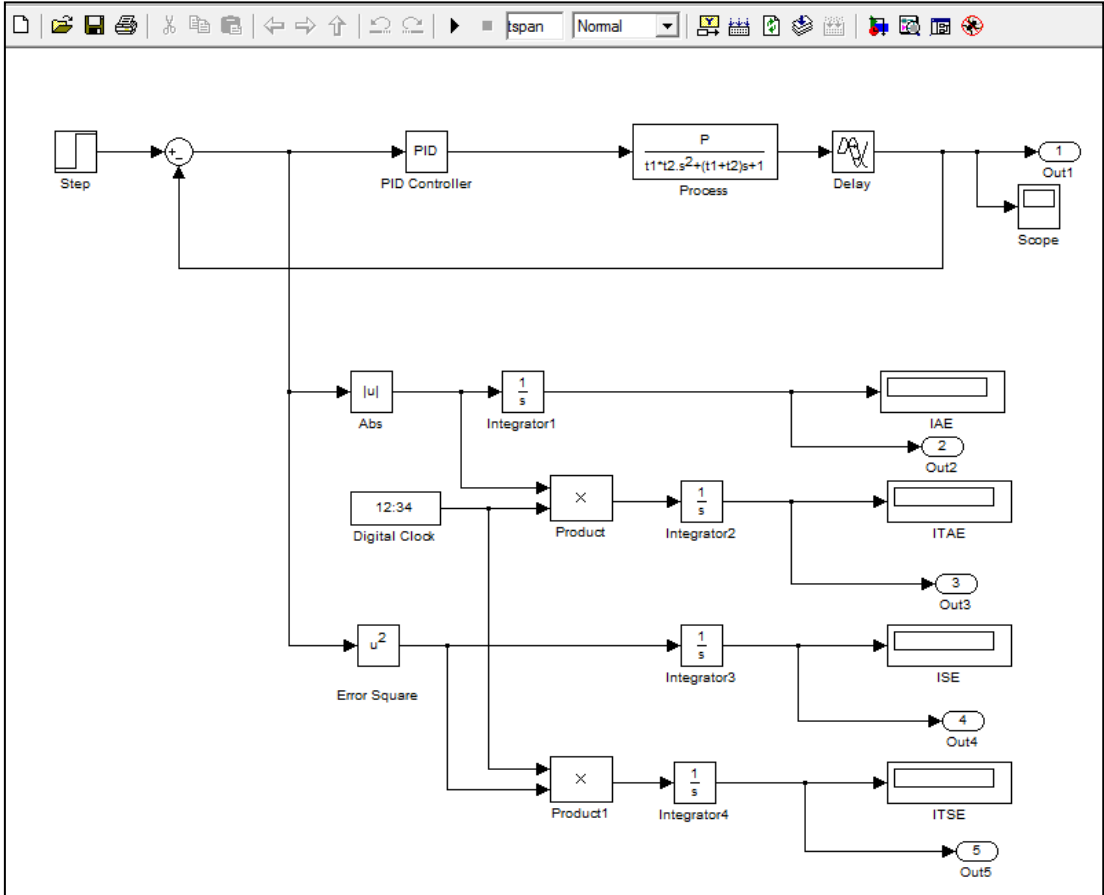 tspan Normal
Step
+
−
PID
PID Controller
P
t1*t2.s²+(t1+t2)s+1
Process
Delay
1
Out1
Scope
|u|
Abs
1
s
Integrator1
IAE
2
Out2
12:34
Digital Clock
×
Product
1
s
Integrator2
ITAE
3
Out3
u²
Error Square
1
s
Integrator3
ISE
4
Out4
×
Product1
1
s
Integrator4
ITSE
5
Out5